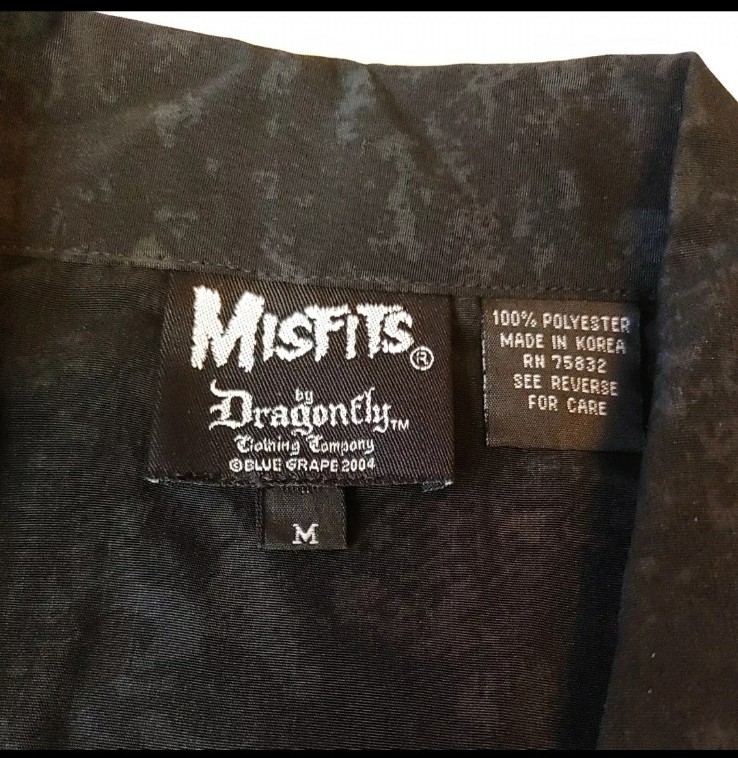 MISFITS®
by
Dragonfly™
Clothing Company
©BLUE GRAPE 2004
M
100% POLYESTER
MADE IN KOREA
RN 75832
SEE REVERSE
FOR CARE